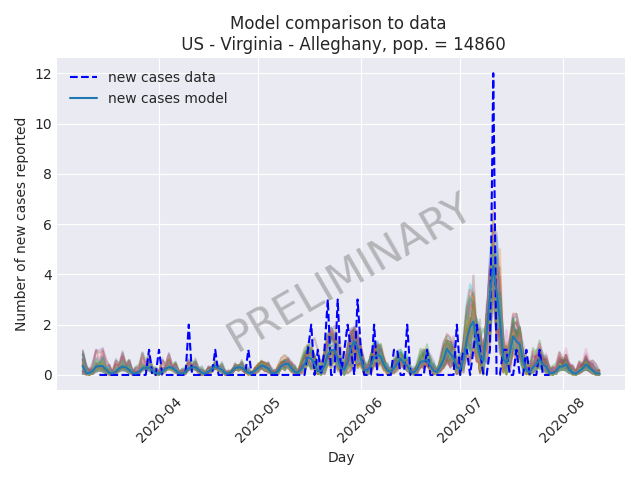 Model comparison to data
US - Virginia - Alleghany, pop. = 14860
new cases data
new cases model
Number of new cases reported
12
10
8
6
4
2
0
PRELIMINARY
2020-04
2020-05
2020-06
2020-07
2020-08
Day